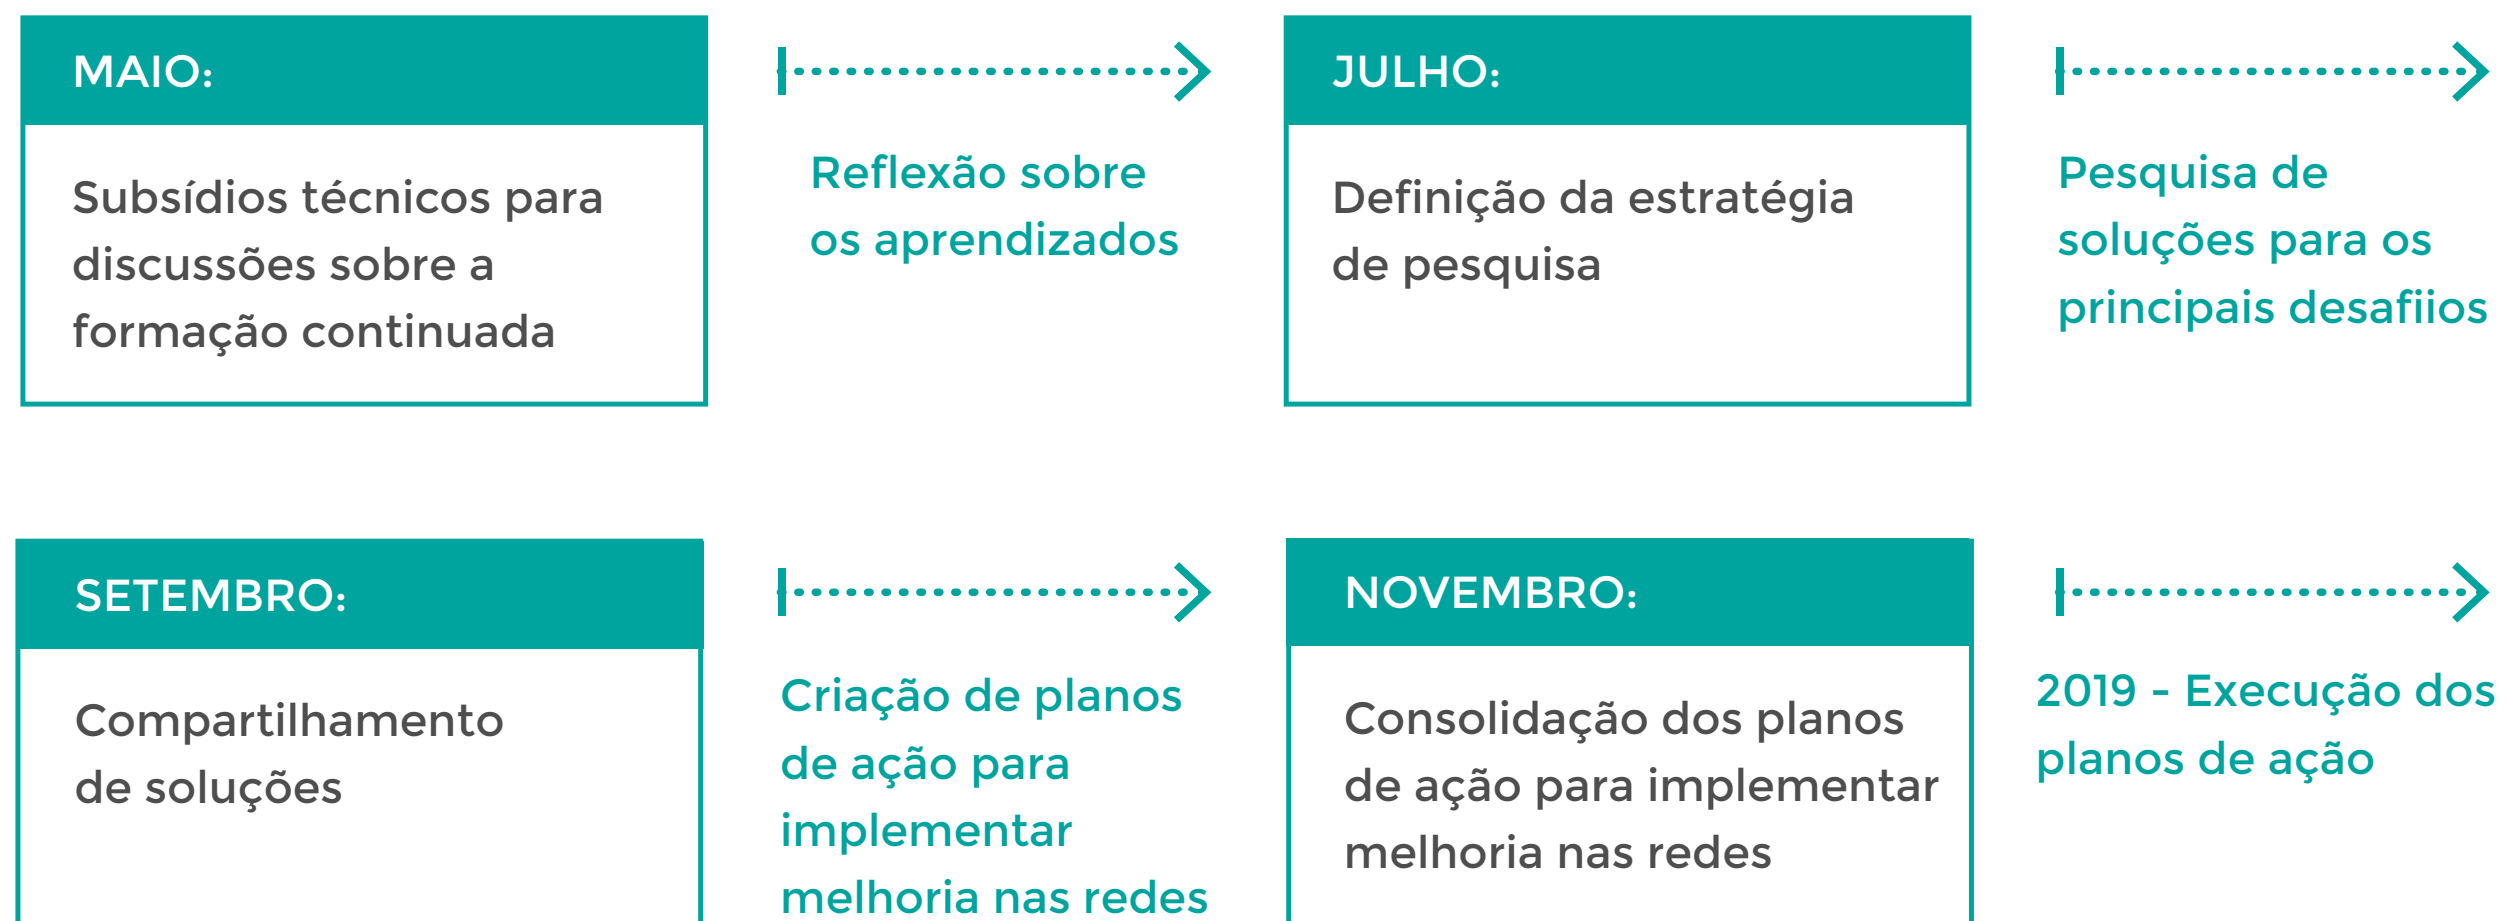 MAIO:
Subsídios técnicos para
discussões sobre a
formação continuada
Reflexão sobre
os aprendizados
JULHO:
Definição da estratégia
de pesquisa
Pesquisa de
soluções para os
principais desafiios
SETEMBRO:
Compartilhamento
de soluções
Criação de planos
de ação para
implementar
melhoria nas redes
NOVEMBRO:
Consolidação dos planos
de ação para implementar
melhoria nas redes
2019 - Execução dos
planos de ação